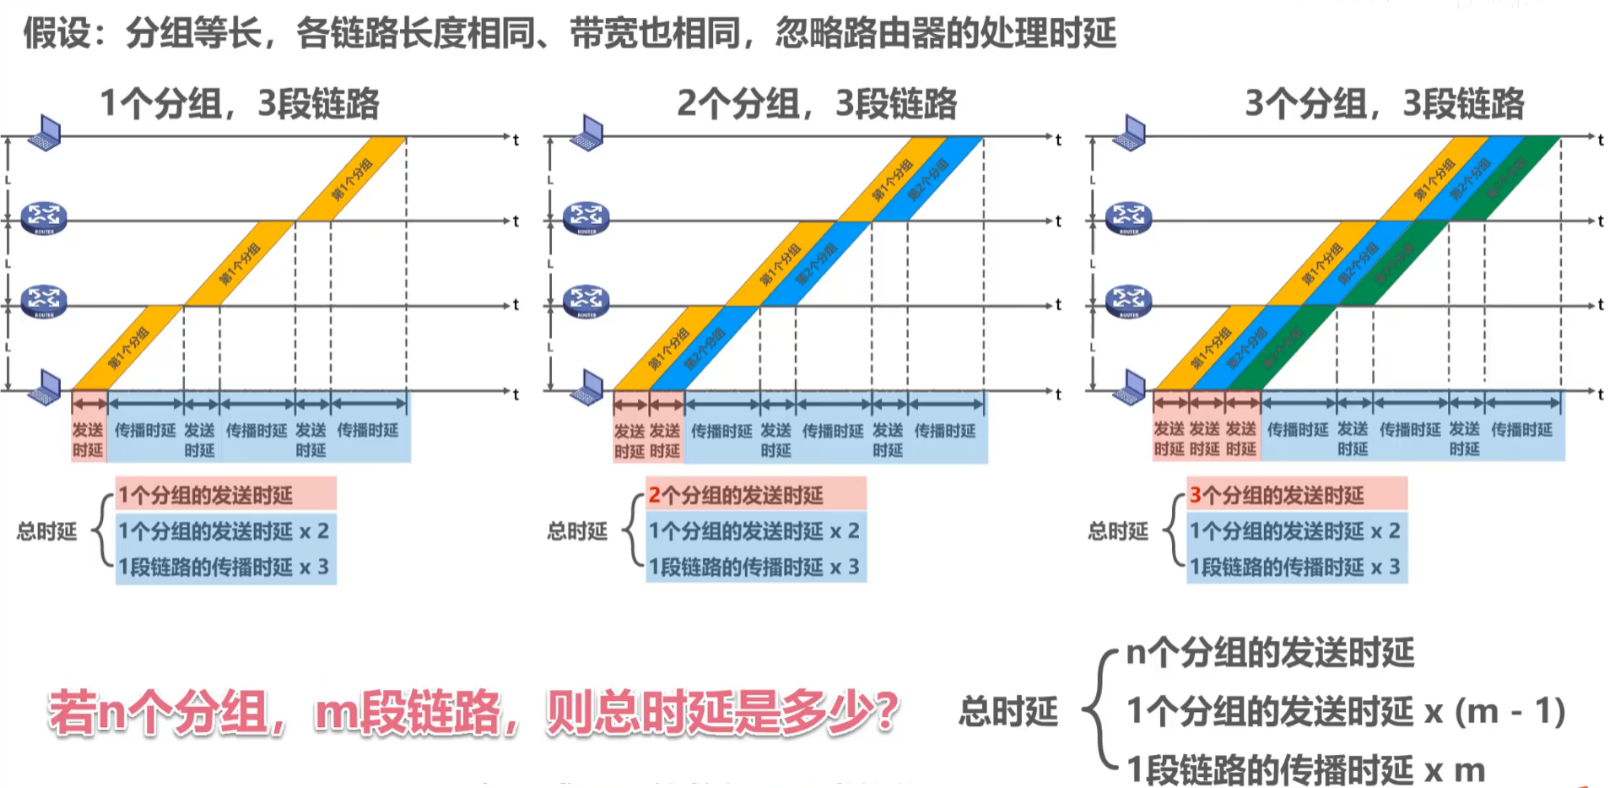 假设：分组等长，各链路长度相同、带宽也相同，忽略路由器的处理时延
1个分组，3段链路
t
L
第1个分组
t
ROUTER
L
第1个分组
t
ROUTER
L
第1个分组
t
发送时延
传播时延
发送时延
传播时延
发送时延
传播时延
总时延
1个分组的发送时延
1个分组的发送时延 x 2
1段链路的传播时延 x 3
2个分组，3段链路
t
L
第1个分组
第2个分组
t
ROUTER
L
第1个分组
第2个分组
t
ROUTER
L
第1个分组
第2个分组
t
发送时延
发送时延
传播时延
发送时延
传播时延
发送时延
传播时延
总时延
2个分组的发送时延
1个分组的发送时延 x 2
1段链路的传播时延 x 3
3个分组，3段链路
t
L
第1个分组
第2个分组
t
ROUTER
L
第1个分组
第2个分组
t
ROUTER
L
第1个分组
第2个分组
t
发送时延
发送时延
发送时延
传播时延
发送时延
传播时延
发送时延
传播时延
总时延
3个分组的发送时延
1个分组的发送时延 x 2
1段链路的传播时延 x 3
若n个分组，m段链路，则总时延是多少？
总时延
n个分组的发送时延
1个分组的发送时延 x (m - 1)
1段链路的传播时延 x m